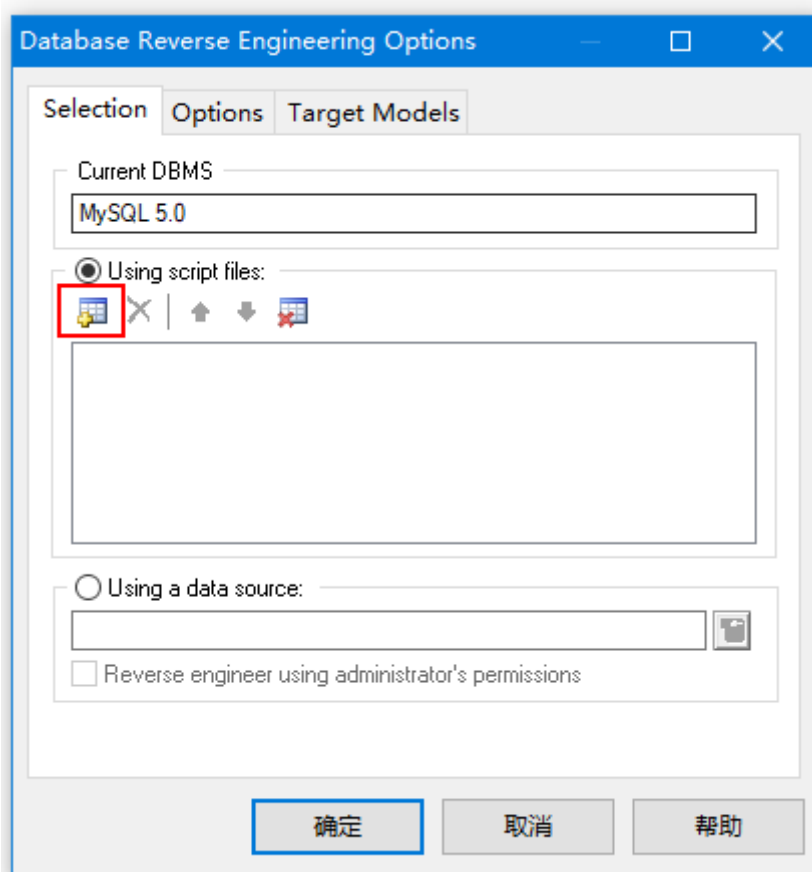 Database Reverse Engineering Options
Selection Options Target Models
Current DBMS
MySQL 5.0
Using script files:
Using a data source:
Reverse engineer using administrator's permissions
确定 取消 帮助